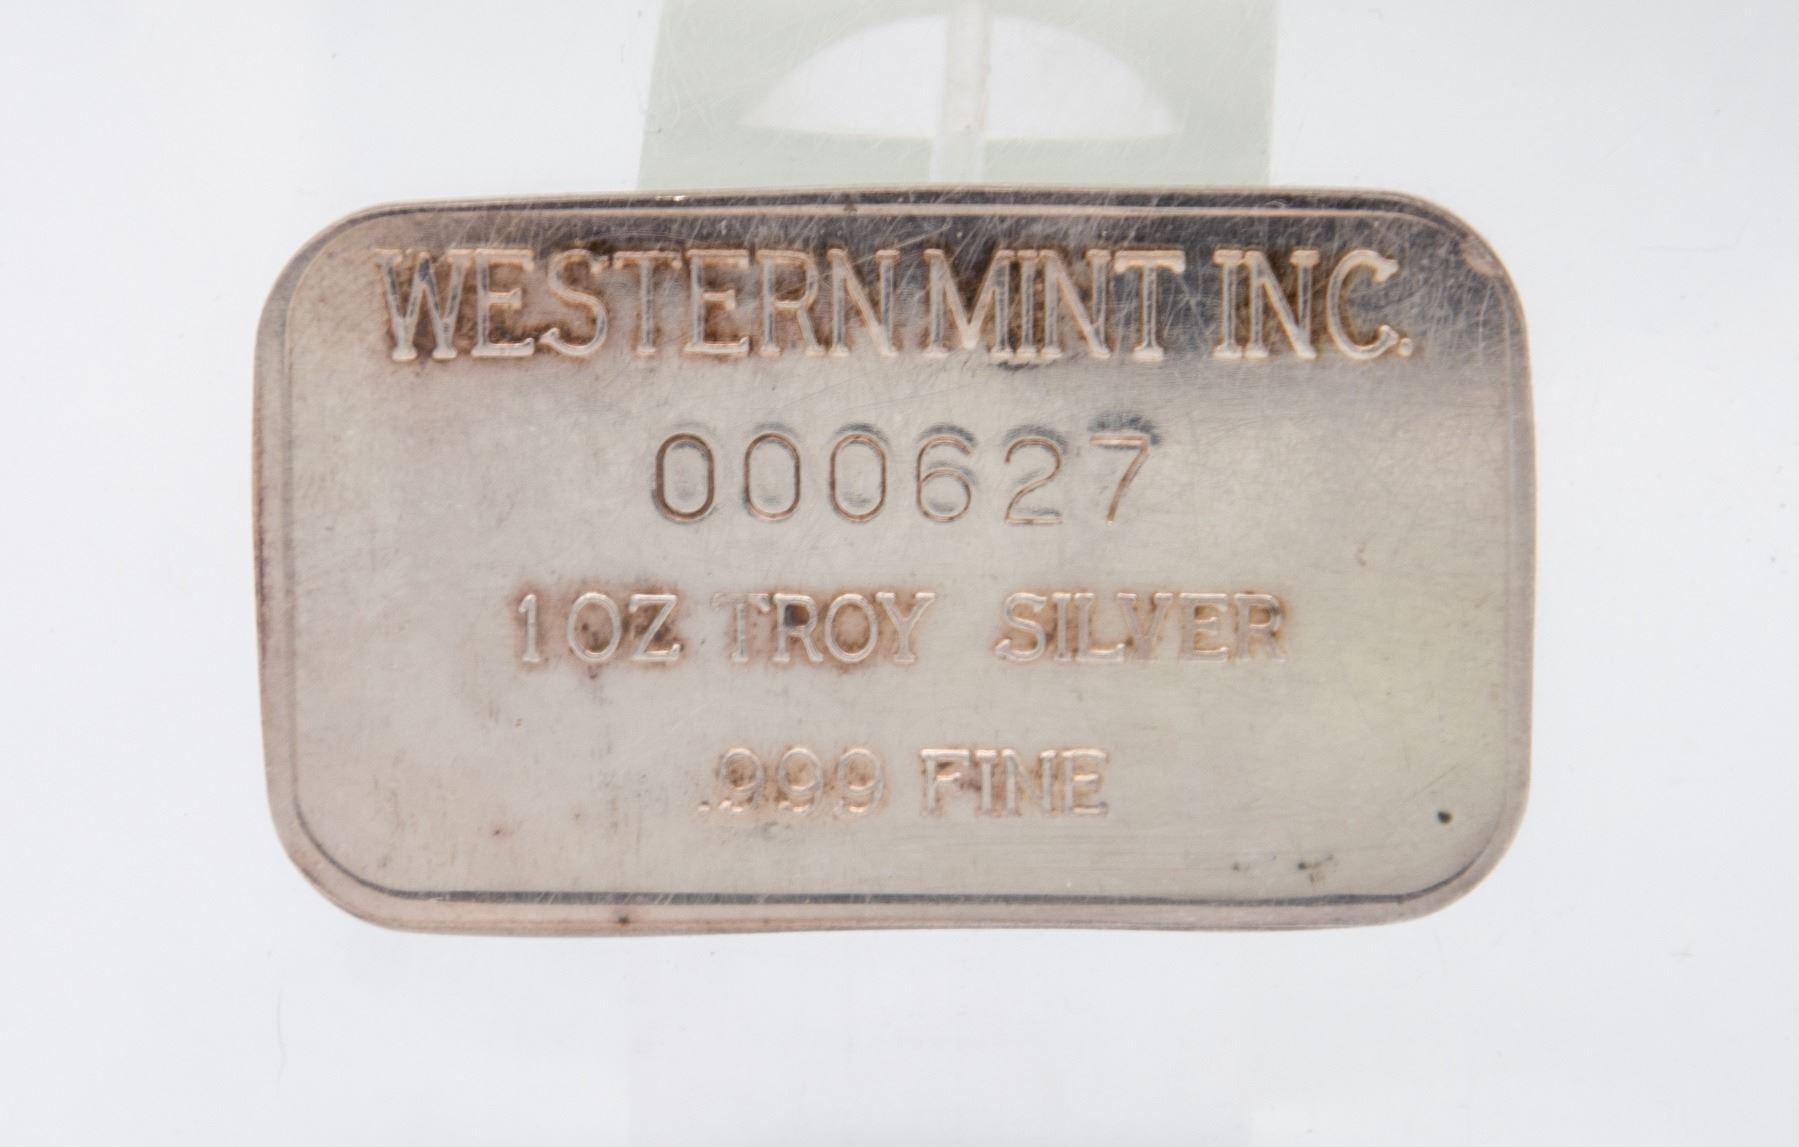 WESTERN MINT INC.
000627
1 OZ TROY SILVER
.999 FINE